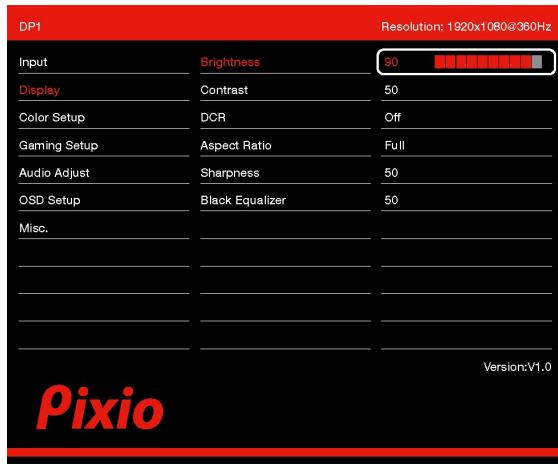 DP1 Resolution: 1920x1080@360Hz
Input Brightness 90
Display Contrast 50
Color Setup DCR Off
Gaming Setup Aspect Ratio Full
Audio Adjust Sharpness 50
OSD Setup Black Equalizer 50
Misc.
Version:V1.0
Pixio